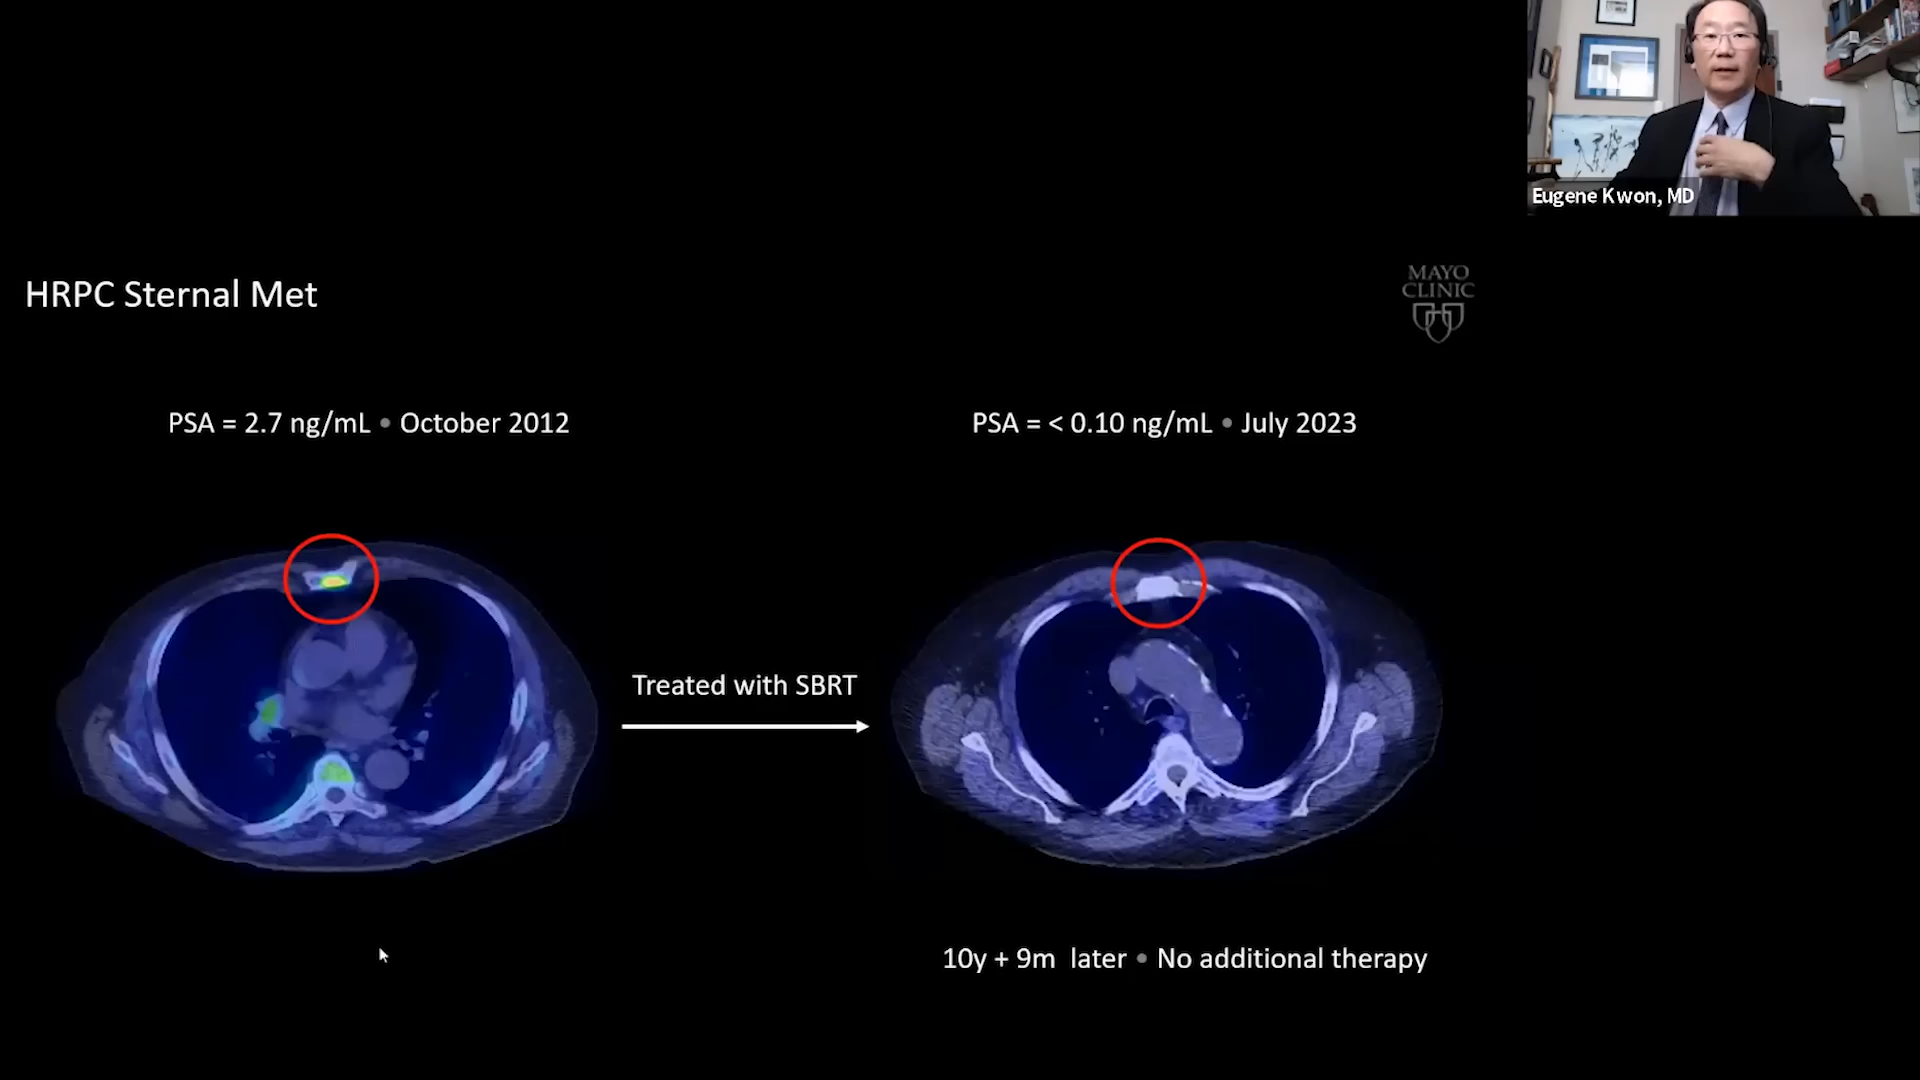 Eugene Kwon, MD
HRPC Sternal Met
MAYO
CLINIC
PSA = 2.7 ng/mL • October 2012
PSA = < 0.10 ng/mL • July 2023
Treated with SBRT
10y + 9m later • No additional therapy